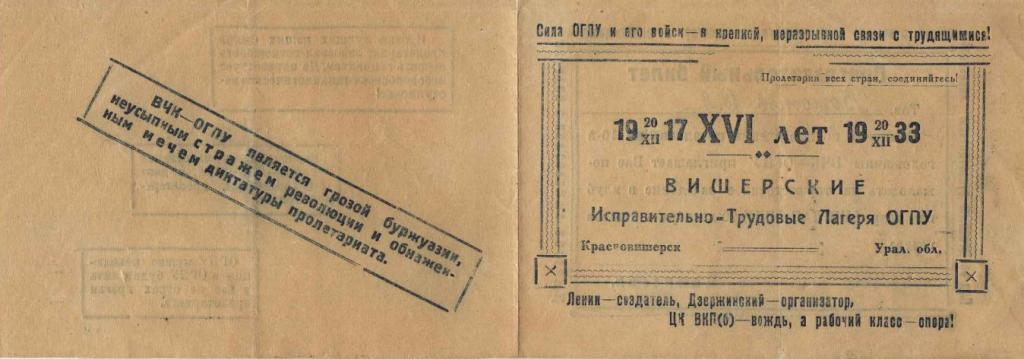 ВЧК—ОГПУ является грозой буржуазии,
неусыпным стражем революции и обнажен-
ным мечем диктатуры пролетариата.
Сила ОГПУ и его войск—в крепкой, неразрывной связи с трудящимися!
Пролетарии всех стран, соединяйтесь!
19 20/XII 17 XVI лет 19 20/XII 33
ВИШЕРСКИЕ
Исправительно-Трудовые Лагеря ОГПУ
Красновишерск Урал. обл.
Ленин—создатель, Дзержинский—организатор,
ЦК ВКП(б)—вождь, а рабочий класс—опора!